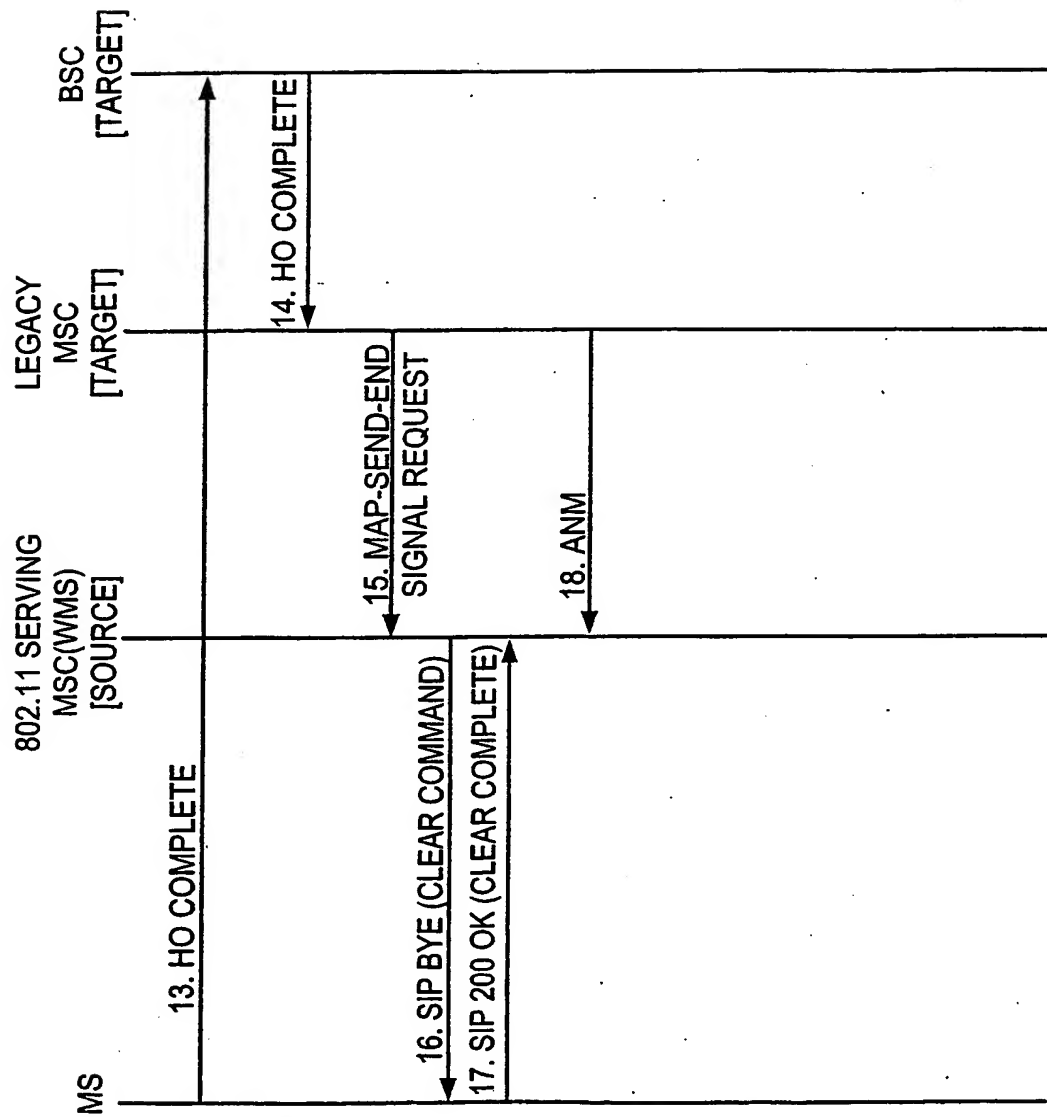 MS
802.11 SERVING
MSC(WMS)
[SOURCE]
LEGACY
MSC
[TARGET]
BSC
[TARGET]
13. HO COMPLETE
14. HO COMPLETE
15. MAP-SEND-END
SIGNAL REQUEST
16. SIP BYE (CLEAR COMMAND)
17. SIP 200 OK (CLEAR COMPLETE)
18. ANM